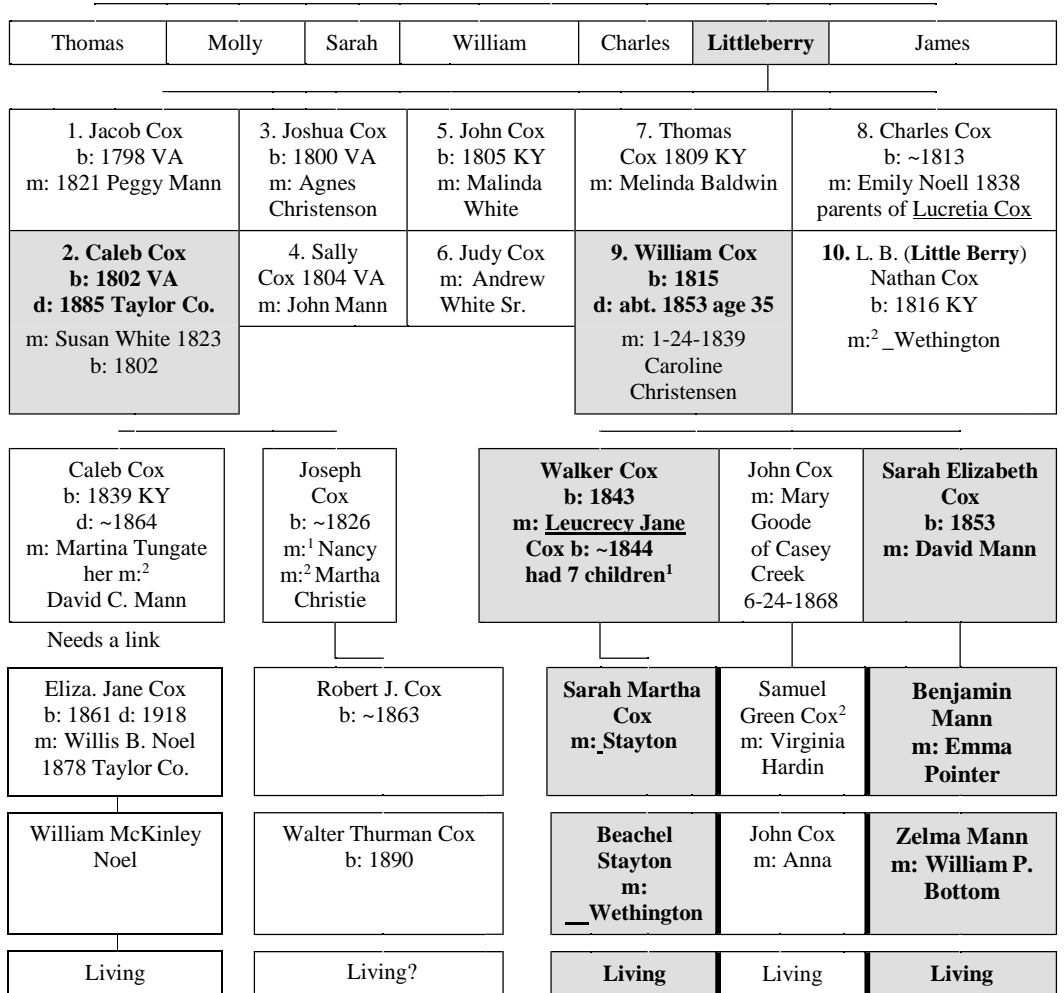 Thomas
Molly
Sarah
William
Charles
Littleberry
James
1. Jacob Cox
b: 1798 VA
m: 1821 Peggy Mann
3. Joshua Cox
b: 1800 VA
m: Agnes
Christenson
5. John Cox
b: 1805 KY
m: Malinda
White
7. Thomas
Cox 1809 KY
m: Melinda Baldwin
8. Charles Cox
b: ~1813
m: Emily Noell 1838
parents of Lucretia Cox
2. Caleb Cox
b: 1802 VA
d: 1885 Taylor Co.
m: Susan White 1823
b: 1802
4. Sally
Cox 1804 VA
m: John Mann
6. Judy Cox
m: Andrew
White Sr.
9. William Cox
b: 1815
d: abt. 1853 age 35
m: 1-24-1839
Caroline
Christensen
10. L. B. (Little Berry)
Nathan Cox
b: 1816 KY
m:2 _Wethington
Caleb Cox
b: 1839 KY
d: ~1864
m: Martina Tungate
her m:2
David C. Mann
Joseph
Cox
b: ~1826
m:1 Nancy
m:2 Martha
Christie
Walker Cox
b: 1843
m: Leucrecy Jane
Cox b: ~1844
had 7 children1
John Cox
m: Mary
Goode
of Casey
Creek
6-24-1868
Sarah Elizabeth
Cox
b: 1853
m: David Mann
Needs a link
Eliza. Jane Cox
b: 1861 d: 1918
m: Willis B. Noel
1878 Taylor Co.
Robert J. Cox
b: ~1863
Sarah Martha
Cox
m:_Stayton
Samuel
Green Cox2
m: Virginia
Hardin
Benjamin
Mann
m: Emma
Pointer
William McKinley
Noel
Walter Thurman Cox
b: 1890
Beachel
Stayton
m:
__Wethington
John Cox
m: Anna
Zelma Mann
m: William P.
Bottom
Living
Living?
Living
Living
Living